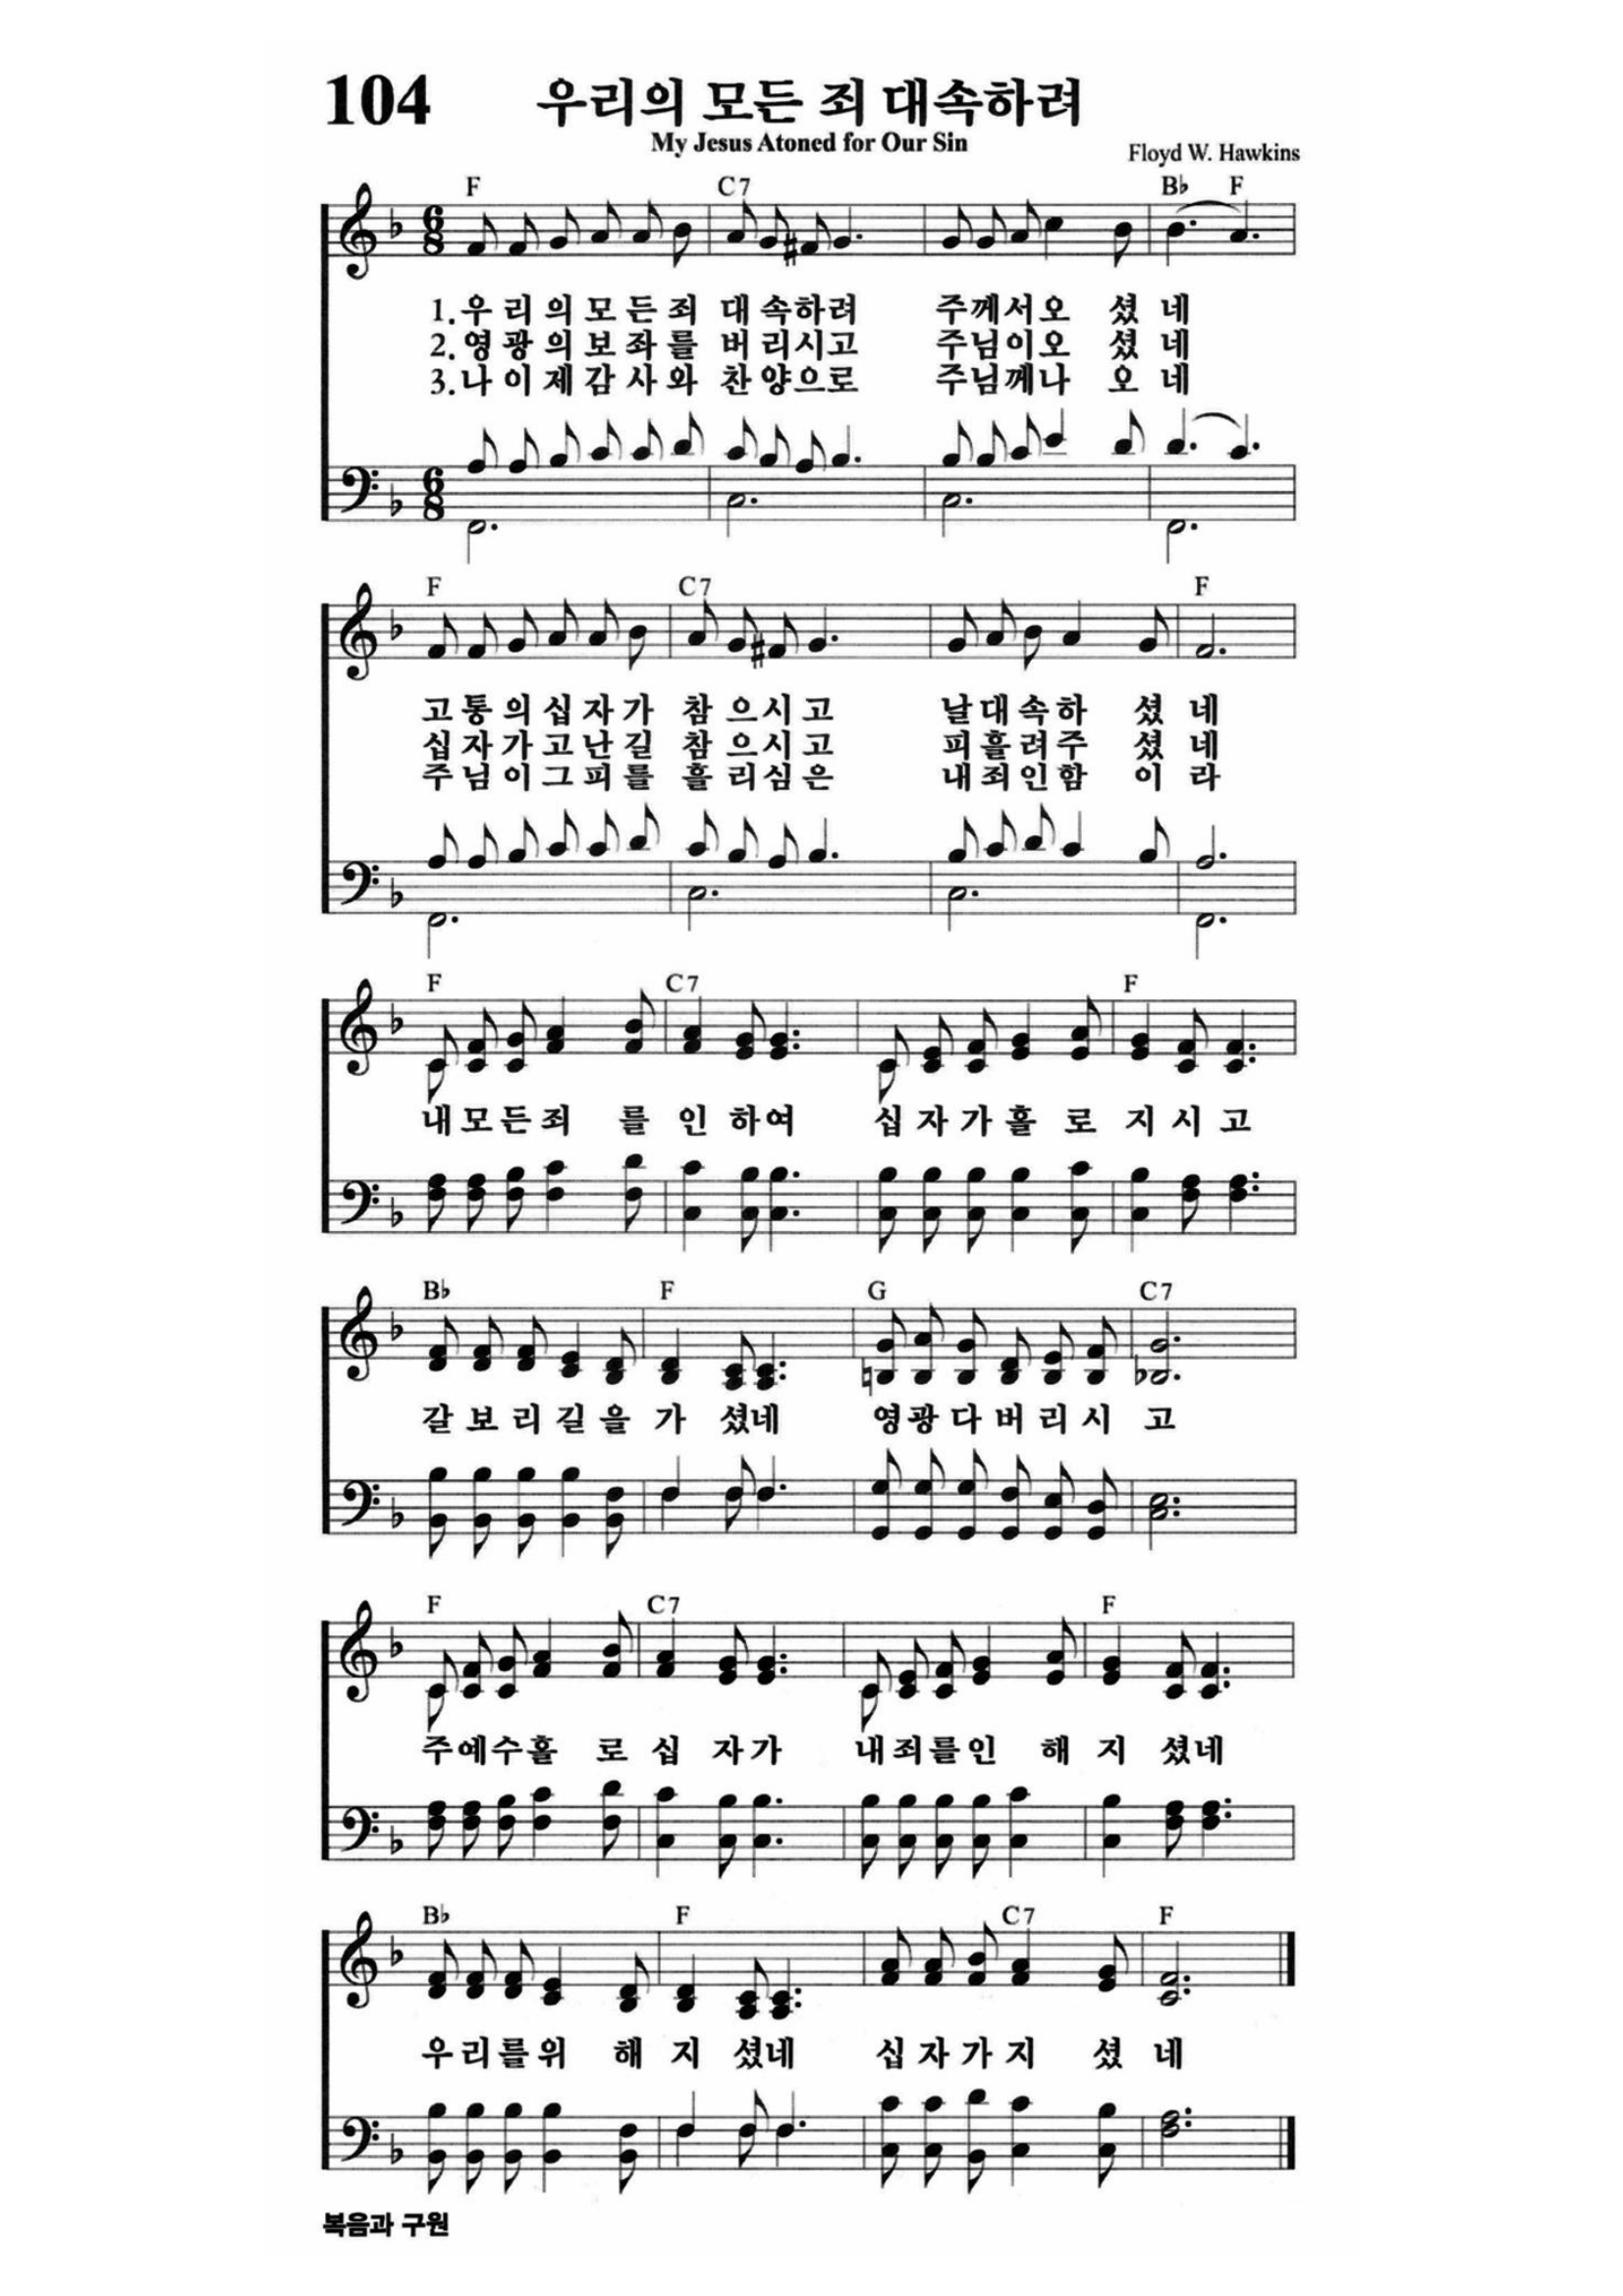 104 우리의 모든 죄 대속하려
My Jesus Atoned for Our Sin
Floyd W. Hawkins
F C7 B♭ F
6 8
1.우리의모든죄 대속하려 주께서오 셨 네
2.영광의보좌를 버리시고 주님이오 셨 네
3.나이제감사와 찬양으로 주님께나 오 네
6 8
F C7 F
고통의십자가 참으시고 날대속하 셨 네
십자가고난길 참으시고 피흘려주 셨 네
주님이그피를 흘리심은 내죄인함 이 라
F C7 F
내모든죄 를 인 하여 십자가홀 로 지시고
B♭ F G C7
갈보리길을 가 셨네 영광다버리시 고
F C7 F
주예수홀 로 십 자가 내죄를인 해 지 셨네
B♭ F C7 F
우리를위 해 지 셨네 십자가지 셨 네
복음과 구원